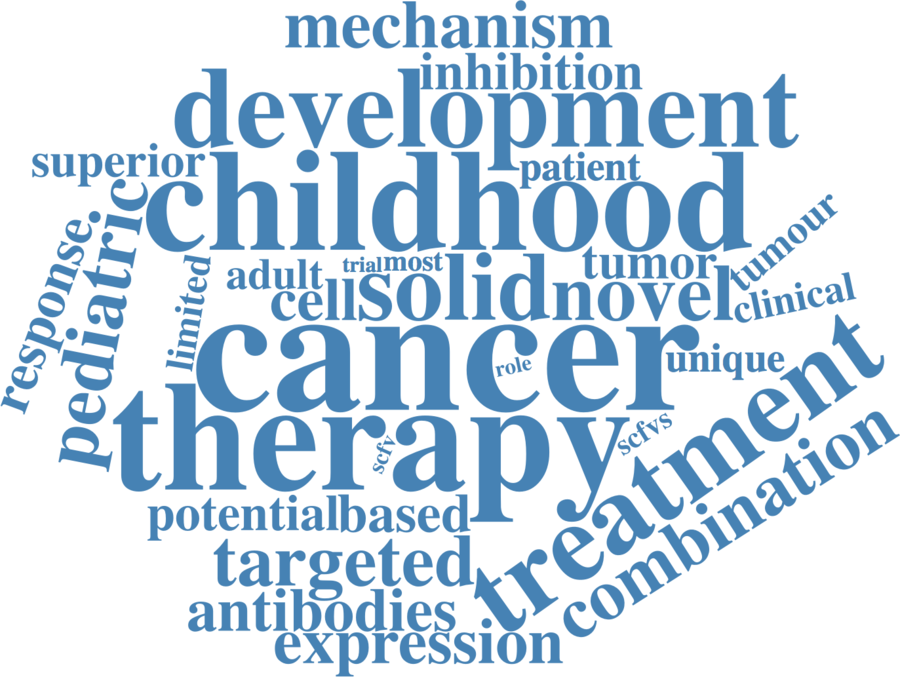 mechanism
inhibition
development
superior
childhood
patient
pediatric
response
limited
adult
trial
most
tumor
tumour
cell
solid
novel
clinical
cancer
role
unique
therapy
scfv
scfvs
treatment
combination
potential
based
targeted
antibodies
expression